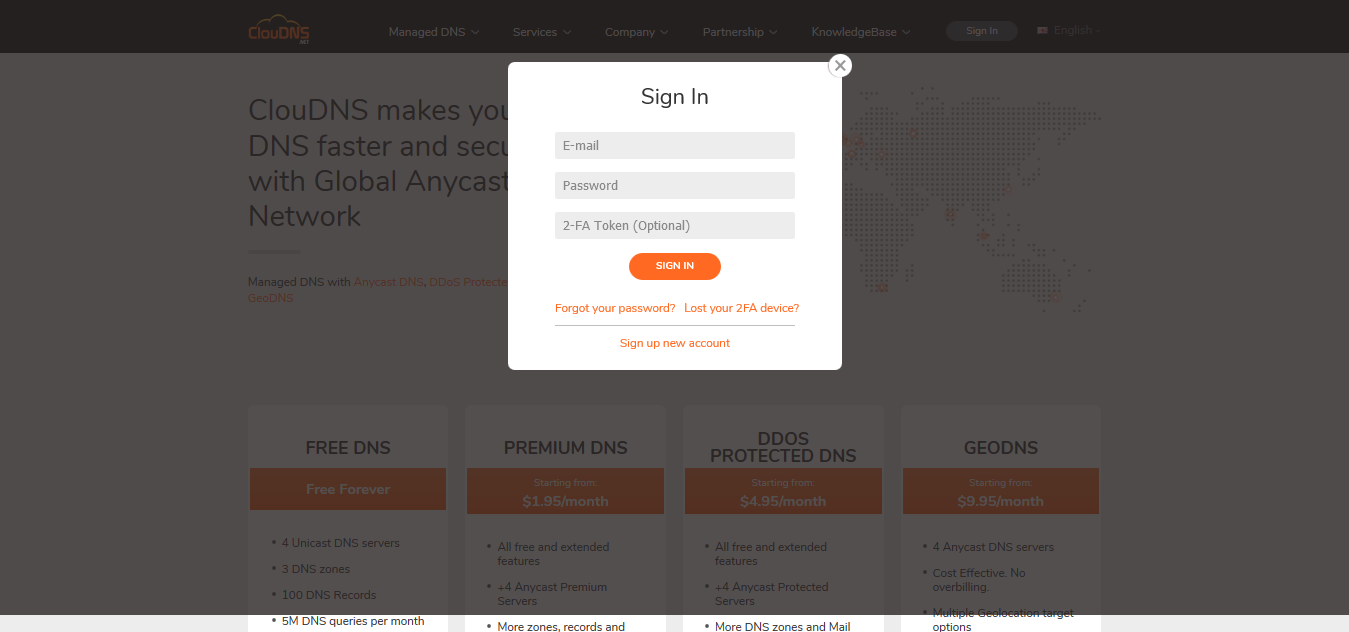 ClouDNS
.NET
Managed DNS
Services
Company
Partnership
KnowledgeBase
Sign In
English
ClouDNS makes you
DNS faster and secu
with Global Anycast
Network
Managed DNS with Anycast DNS, DDoS Protecte
GeoDNS
Sign In
E-mail
Password
2-FA Token (Optional)
SIGN IN
Forgot your password? Lost your 2FA device?
Sign up new account
FREE DNS
Free Forever
• 4 Unicast DNS servers
• 3 DNS zones
• 100 DNS Records
• 5M DNS queries per month
PREMIUM DNS
Starting from:
$1.95/month
• All free and extended
features
• +4 Anycast Premium
Servers
• More zones, records and
DDOS
PROTECTED DNS
Starting from:
$4.95/month
• All free and extended
features
• +4 Anycast Protected
Servers
• More DNS zones and Mail
GEODNS
Starting from:
$9.95/month
• 4 Anycast DNS servers
• Cost Effective. No
overbilling.
• Multiple Geolocation target
options